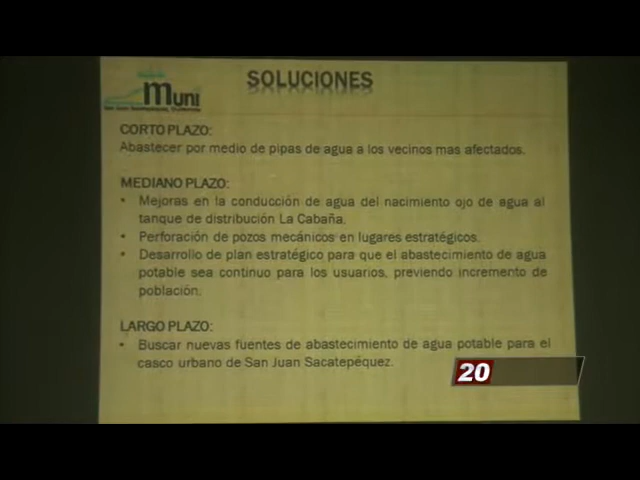 SOLUCIONES
muni
CORTO PLAZO:
Abastecer por medio de pipas de agua a los vecinos mas afectados.
MEDIANO PLAZO:
• Mejoras en la conducción de agua del nacimiento ojo de agua al
tanque de distribución La Cabaña.
• Perforación de pozos mecánicos en lugares estratégicos.
• Desarrollo de plan estratégico para que el abastecimiento de agua
potable sea continuo para los usuarios, previendo incremento de
población.
LARGO PLAZO:
• Buscar nuevas fuentes de abastecimiento de agua potable para el
casco urbano de San Juan Sacatepéquez.
20